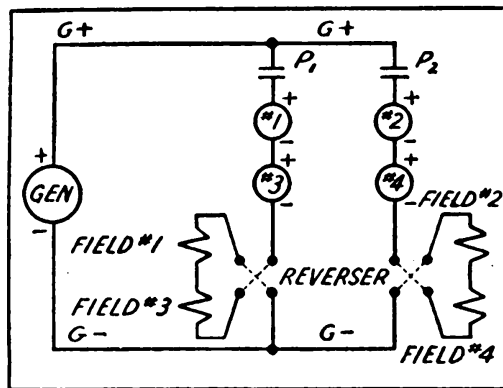 G+ G+
P1 P2
+ +
#1 #2
- -
+ + +
GEN #3 #4
- - -
FIELD#2
FIELD#1
REVERSER
FIELD#3
G- G-
FIELD#4